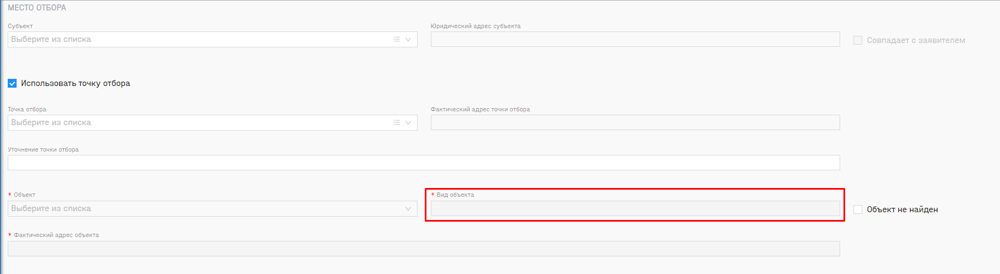 МЕСТО ОТБОРА
Субъект
Юридический адрес субъекта
Выберите из списка
Совпадает с заявителем
Использовать точку отбора
Точка отбора
Фактический адрес точки отбора
Выберите из списка
Уточнение точки отбора
* Объект
* Вид объекта
Выберите из списка
Объект не найден
* Фактический адрес объекта